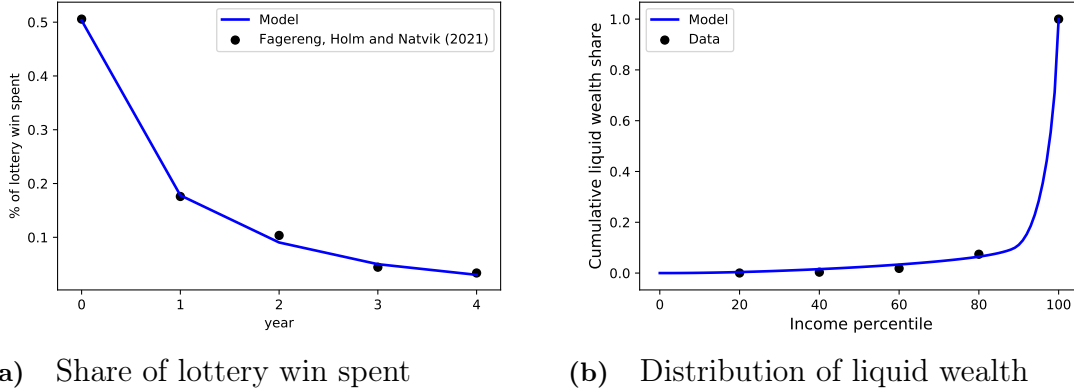 0.5
0.4
0.3
0.2
0.1
% of lottery win spent
0 1 2 3 4
year
Model
Fagereng, Holm and Natvik (2021)
1.0
0.8
0.6
0.4
0.2
0.0
Cumulative liquid wealth share
0 20 40 60 80 100
Income percentile
Model
Data
a) Share of lottery win spent
(b) Distribution of liquid wealth